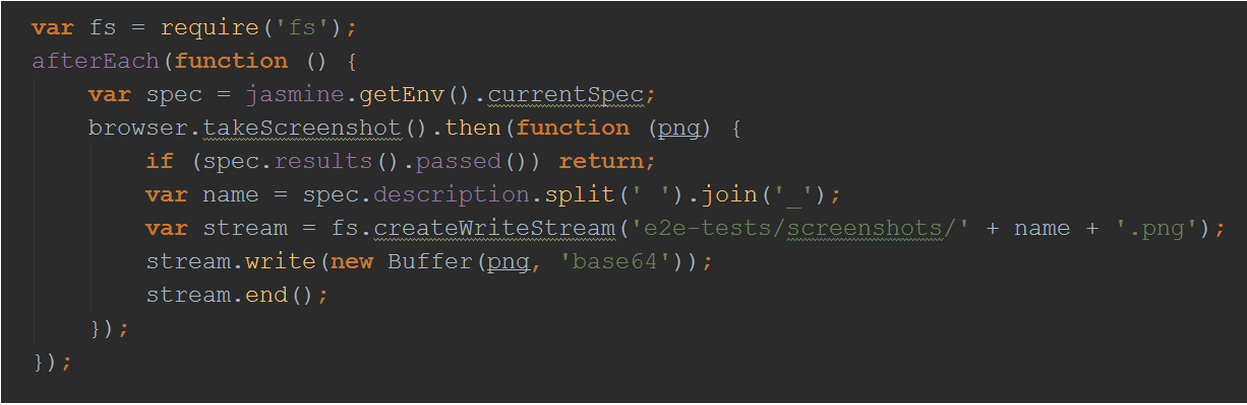 var fs = require('fs');
afterEach(function () {
    var spec = jasmine.getEnv().currentSpec;
    browser.takeScreenshot().then(function (png) {
        if (spec.results().passed()) return;
        var name = spec.description.split(' ').join('_');
        var stream = fs.createWriteStream('e2e-tests/screenshots/' + name + '.png');
        stream.write(new Buffer(png, 'base64'));
        stream.end();
    });
});